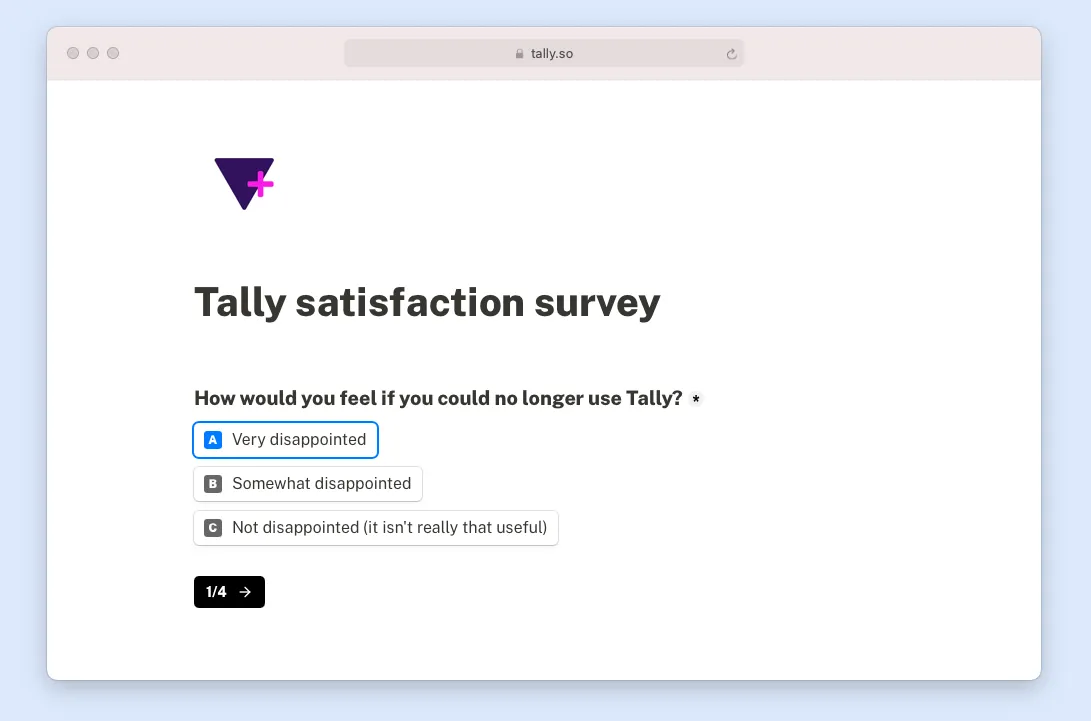 tally.so
Tally satisfaction survey
How would you feel if you could no longer use Tally? *
A Very disappointed
B Somewhat disappointed
C Not disappointed (it isn't really that useful)
1/4 →